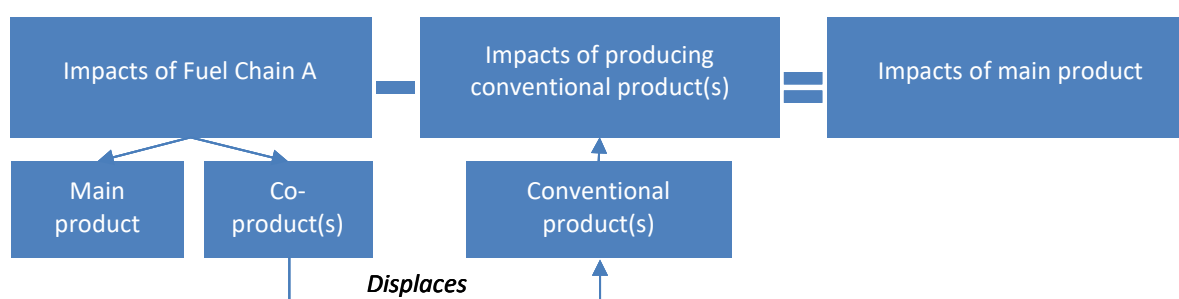 Impacts of Fuel Chain A
Impacts of producing
conventional product(s)
Impacts of main product
Main
product
Co-
product(s)
Conventional
product(s)
Displaces